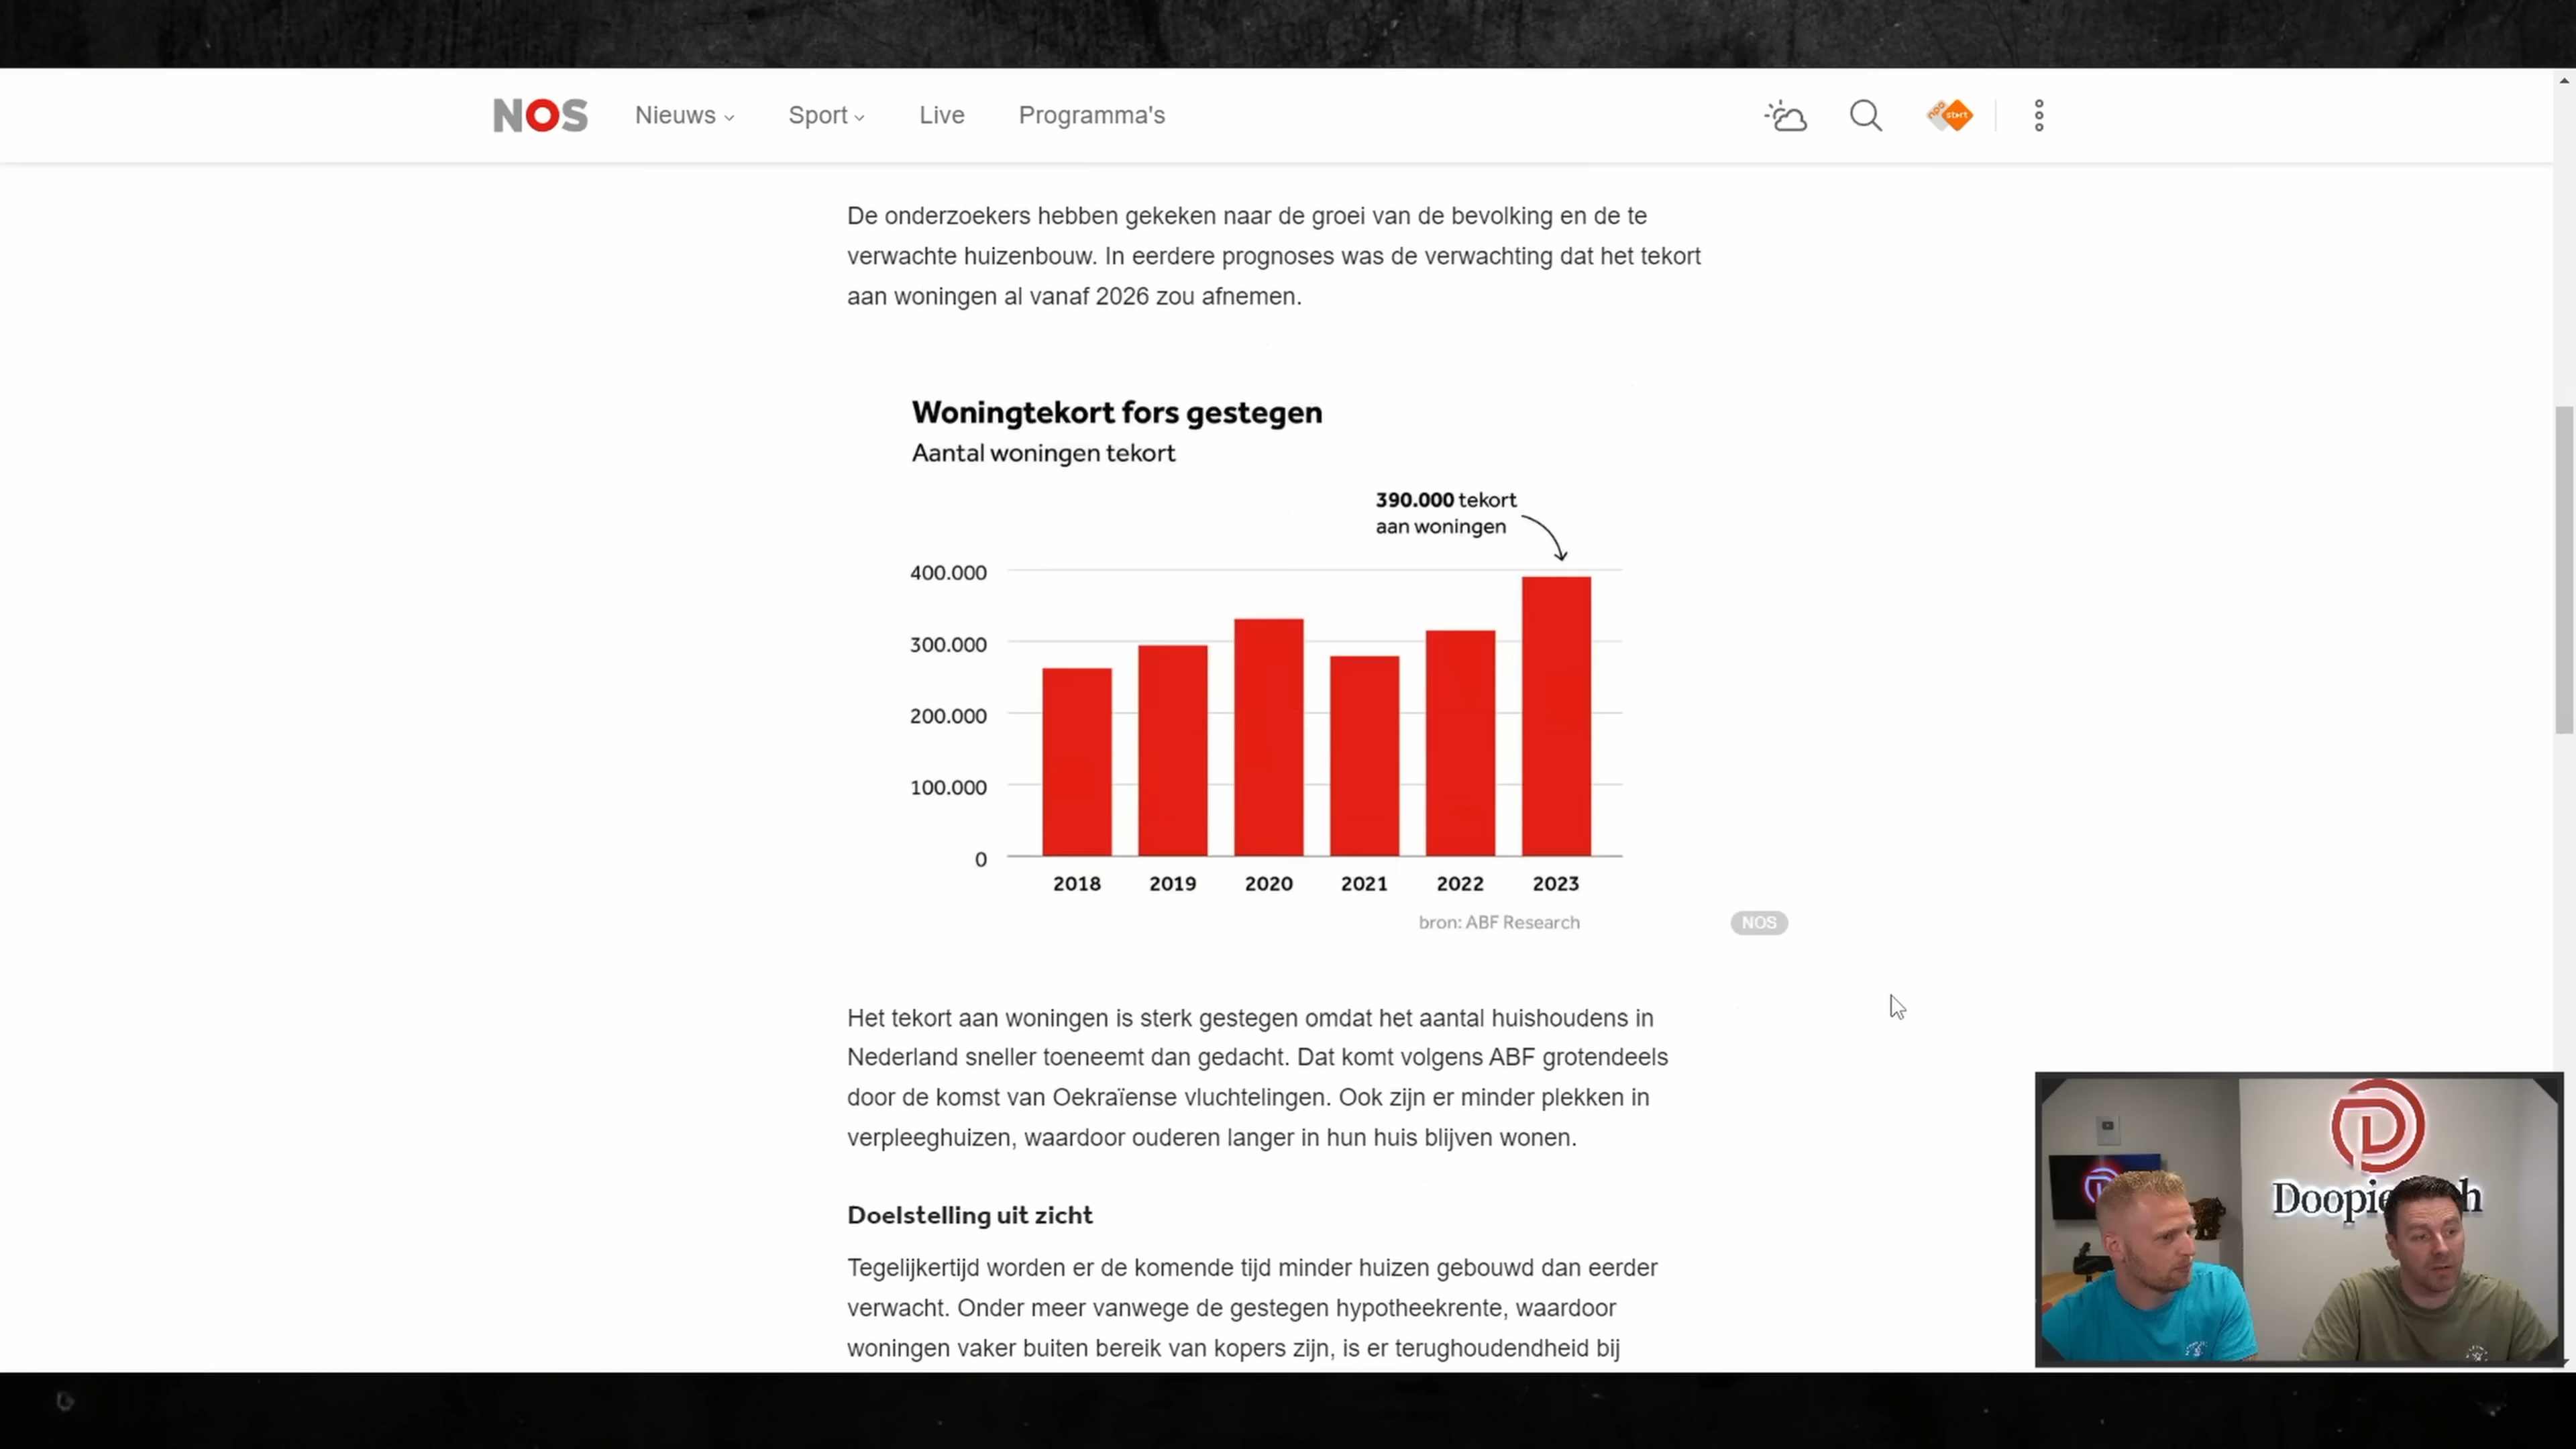 NOS
Nieuws
Sport
Live
Programma's
npo
start
De onderzoekers hebben gekeken naar de groei van de bevolking en de te
verwachte huizenbouw. In eerdere prognoses was de verwachting dat het tekort
aan woningen al vanaf 2026 zou afnemen.
Woningtekort fors gestegen
Aantal woningen tekort
390.000 tekort
aan woningen
400.000
300.000
200.000
100.000
0
2018 2019 2020 2021 2022 2023
bron: ABF Research
NOS
Het tekort aan woningen is sterk gestegen omdat het aantal huishoudens in
Nederland sneller toeneemt dan gedacht. Dat komt volgens ABF grotendeels
door de komst van Oekraïense vluchtelingen. Ook zijn er minder plekken in
verpleeghuizen, waardoor ouderen langer in hun huis blijven wonen.
Doelstelling uit zicht
Tegelijkertijd worden er de komende tijd minder huizen gebouwd dan eerder
verwacht. Onder meer vanwege de gestegen hypotheekrente, waardoor
woningen vaker buiten bereik van kopers zijn, is er terughoudendheid bij